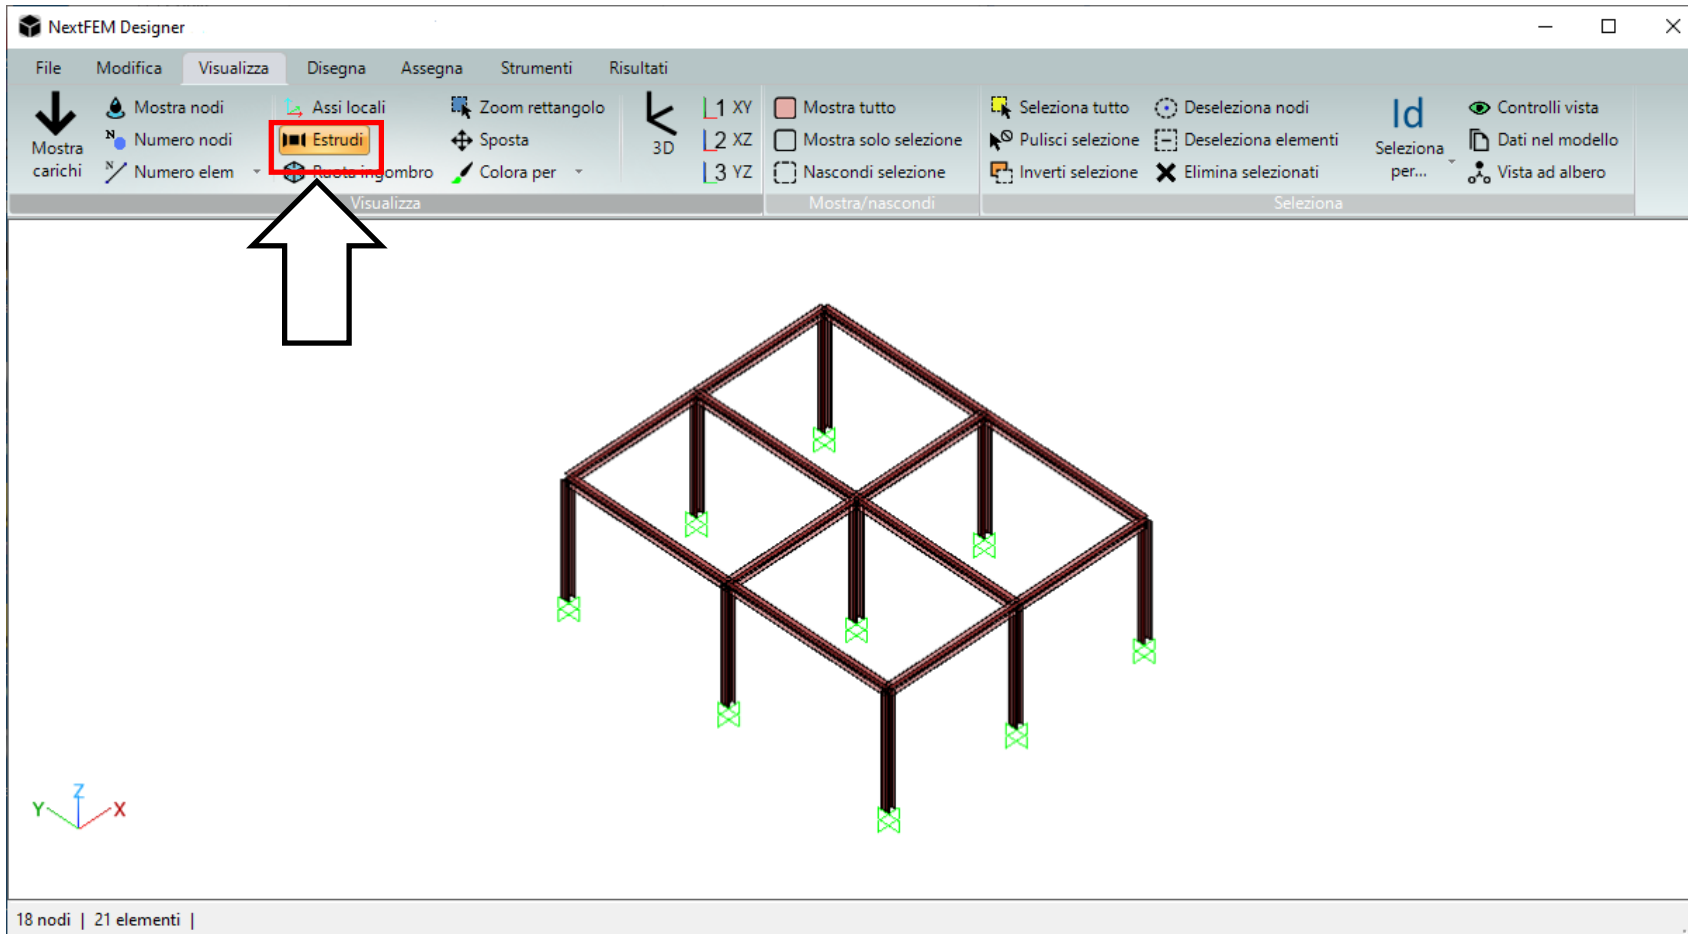 NextFEM Designer
File Modifica Visualizza Disegna Assegna Strumenti Risultati
Mostra carichi
Mostra nodi
Numero nodi
Numero elem
Assi locali
Estrudi
Ruota ingombro
Zoom rettangolo
Sposta
Colora per
3D
1 XY
2 XZ
3 YZ
Visualizza
Mostra tutto
Mostra solo selezione
Nascondi selezione
Mostra/nascondi
Seleziona tutto
Pulisci selezione
Inverti selezione
Deseleziona nodi
Deseleziona elementi
Elimina selezionati
Id
Seleziona per...
Controlli vista
Dati nel modello
Vista ad albero
Seleziona
Z
Y X
18 nodi | 21 elementi |